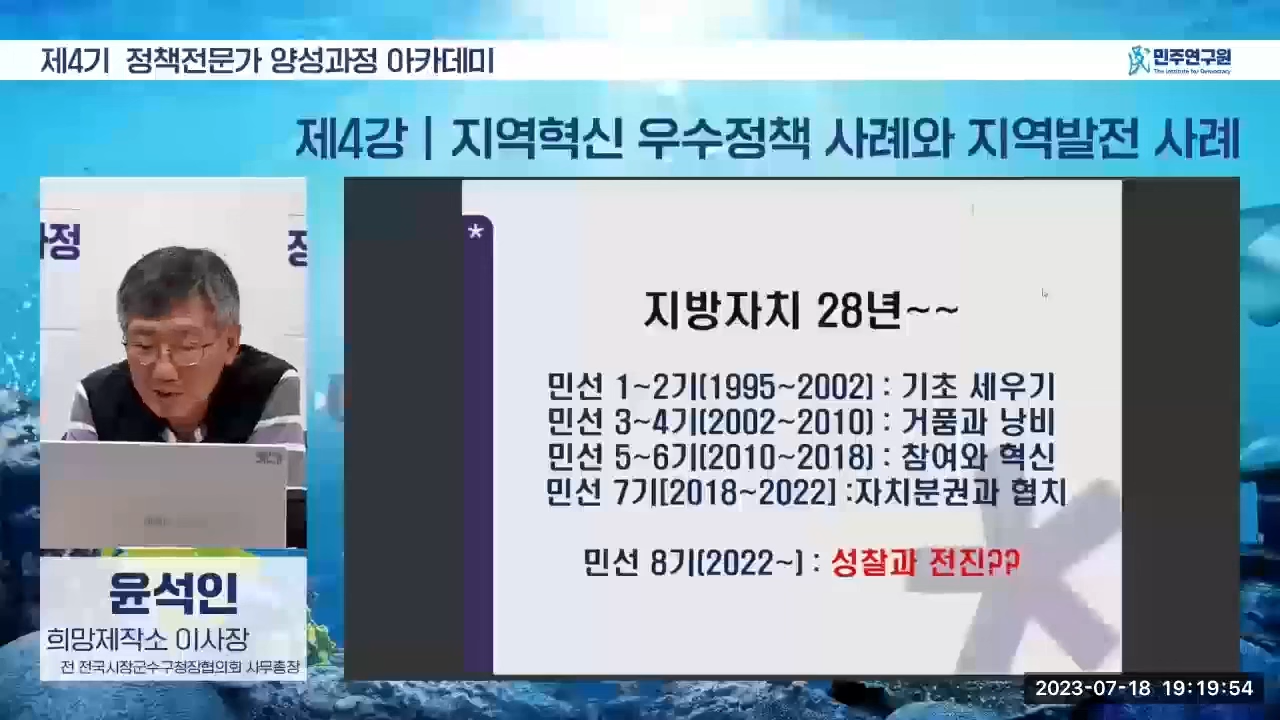 제4기 정책전문가 양성과정 아카데미
민주연구원
The Institute for Democracy
제4강 | 지역혁신 우수정책 사례와 지역발전 사례
정
*
지방자치 28년~~
민선 1~2기(1995~2002) : 기초 세우기
민선 3~4기(2002~2010) : 거품과 낭비
민선 5~6기(2010~2018) : 참여와 혁신
민선 7기[2018~2022] :자치분권과 협치
민선 8기(2022~) : 성찰과 전진??
윤석인
희망제작소 이사장
전 전국시장군수구청장협의회 사무총장
2023-07-18 19:19:54